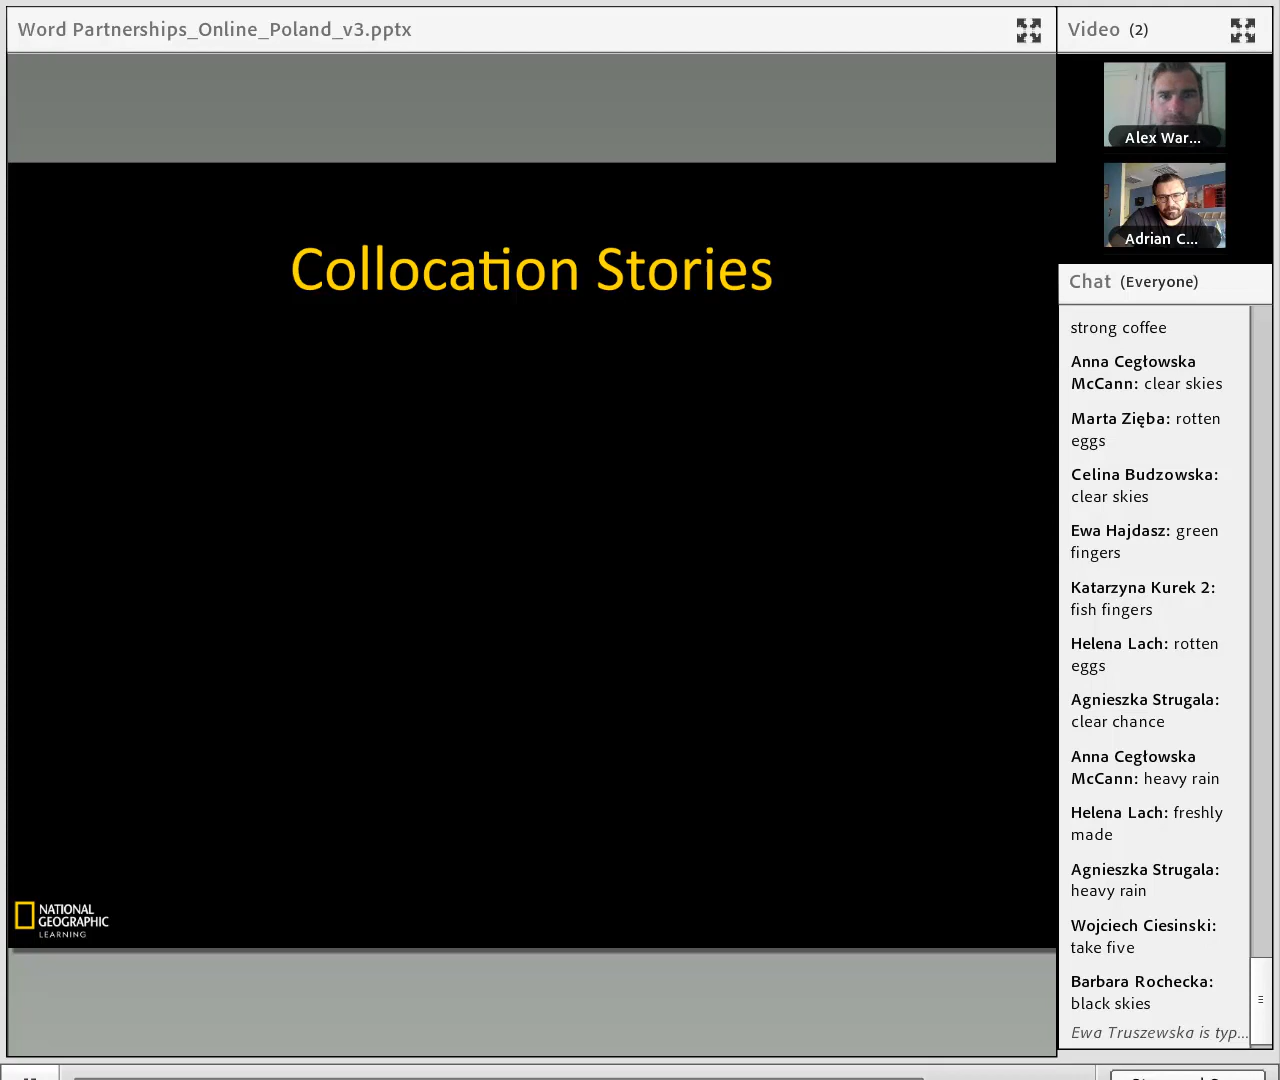 Word Partnerships_Online_Poland_v3.pptx
Video (2)
Alex War...
Adrian C...
Collocation Stories
NATIONAL
GEOGRAPHIC
LEARNING
Chat (Everyone)
strong coffee
Anna Cegłowska
McCann: clear skies
Marta Zięba: rotten
eggs
Celina Budzowska:
clear skies
Ewa Hajdasz: green
fingers
Katarzyna Kurek 2:
fish fingers
Helena Lach: rotten
eggs
Agnieszka Strugala:
clear chance
Anna Cegłowska
McCann: heavy rain
Helena Lach: freshly
made
Agnieszka Strugala:
heavy rain
Wojciech Ciesinski:
take five
Barbara Rochecka:
black skies
Ewa Truszewska is typ...